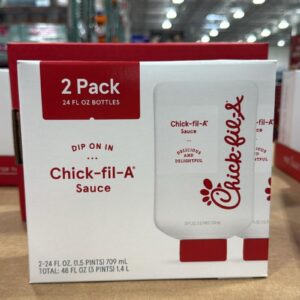 2 Pack
24 FL OZ BOTTLES
DIP ON IN
Chick-fil-A®
Sauce
2-24 FL OZ. (1.5 PINTS) 709 mL
TOTAL: 48 FL OZ (3 PINTS) 1.4 L
Chick-fil-A®
Sauce
DELICIOUS
AND
DELIGHTFUL
Chick-fil-A